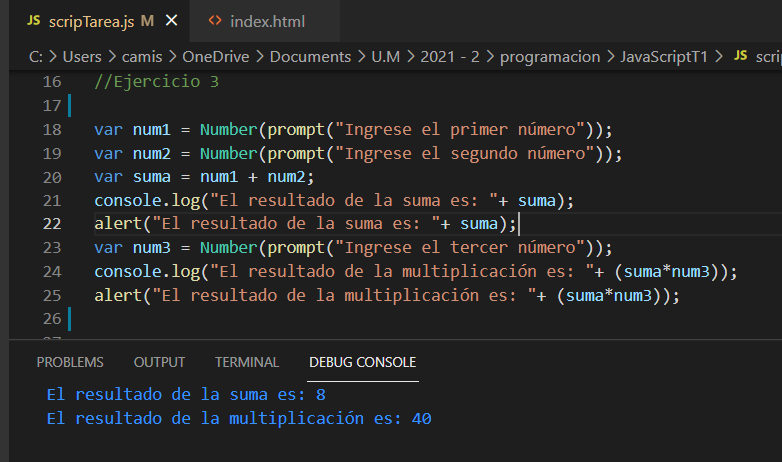 JS scripTarea.js M × <> index.html
C: > Users > camis > OneDrive > Documents > U.M > 2021 - 2 > programacion > JavaScriptT1 > JS scrip
16 //Ejercicio 3
17
18 var num1 = Number(prompt("Ingrese el primer número"));
19 var num2 = Number(prompt("Ingrese el segundo número"));
20 var suma = num1 + num2;
21 console.log("El resultado de la suma es: "+ suma);
22 alert("El resultado de la suma es: "+ suma);
23 var num3 = Number(prompt("Ingrese el tercer número"));
24 console.log("El resultado de la multiplicación es: "+ (suma*num3));
25 alert("El resultado de la multiplicación es: "+ (suma*num3));
26
PROBLEMS OUTPUT TERMINAL DEBUG CONSOLE
El resultado de la suma es: 8
El resultado de la multiplicación es: 40